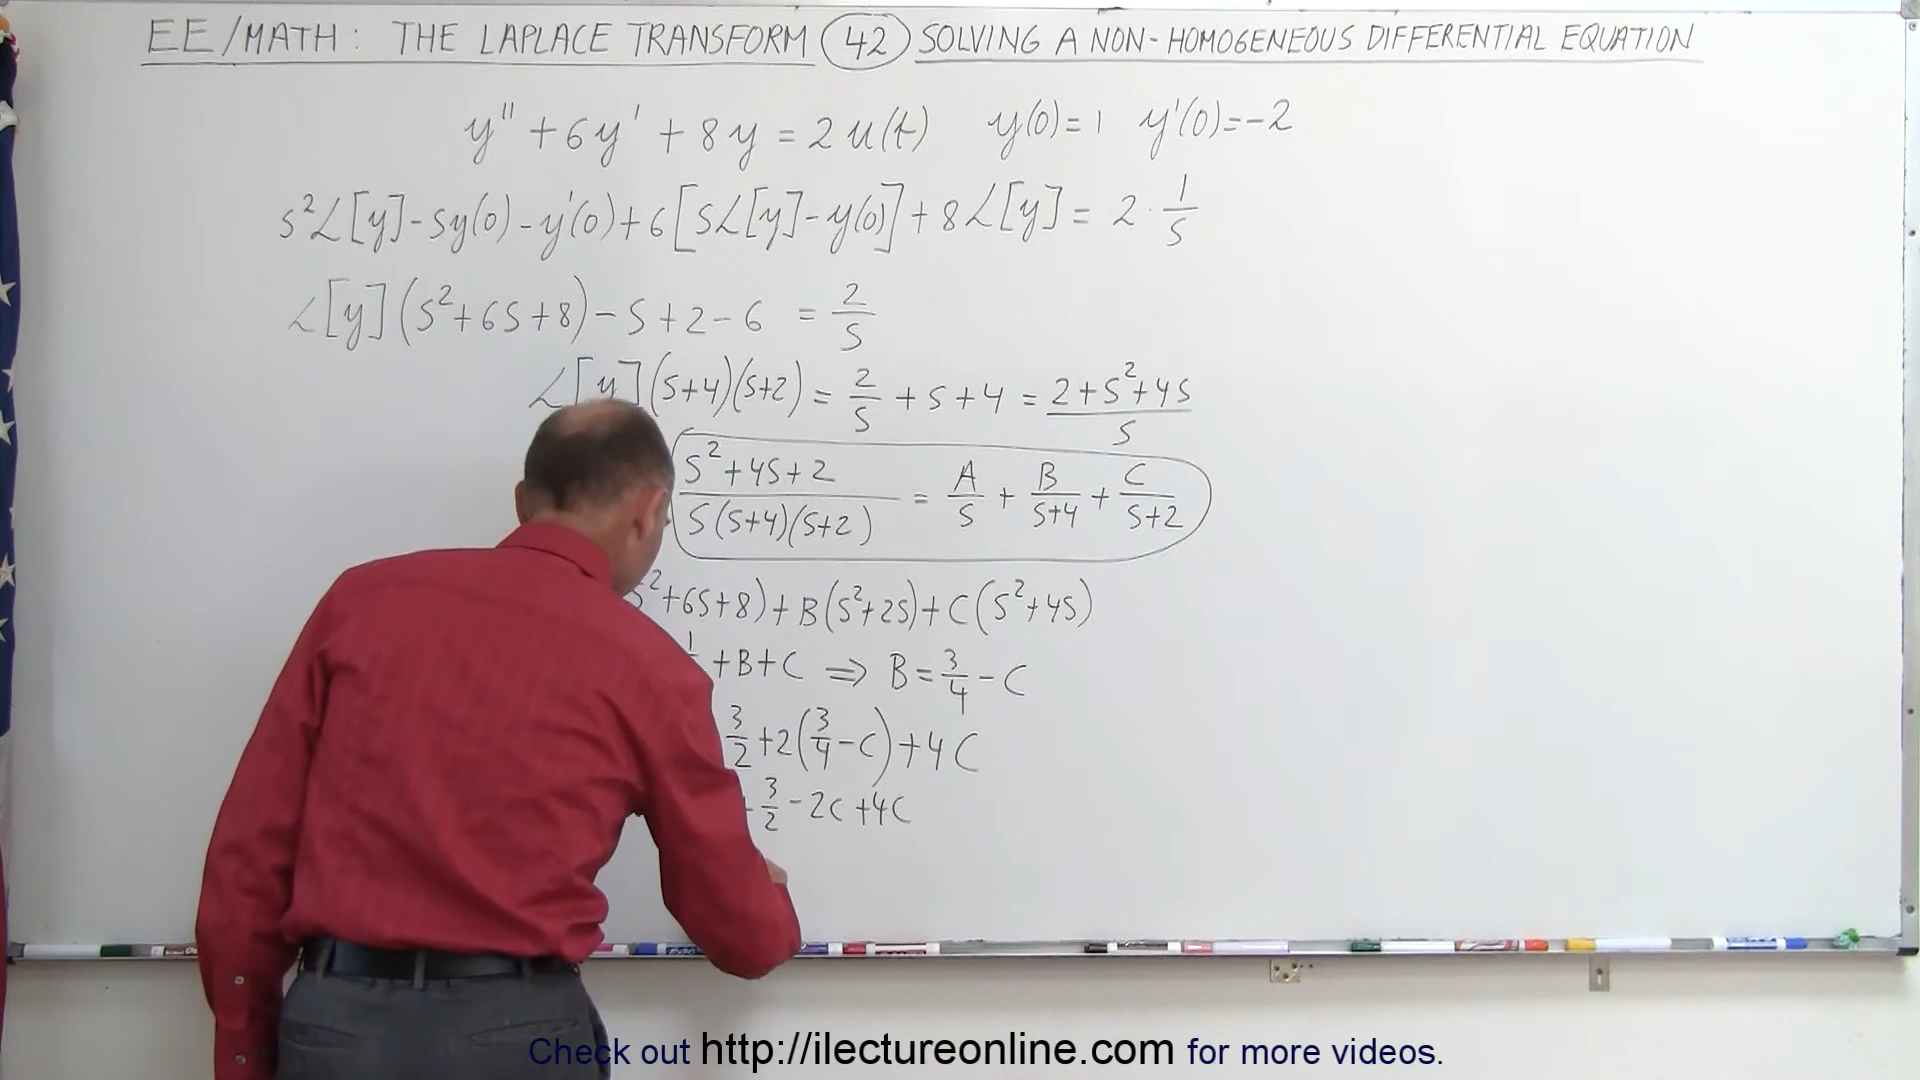 EE/MATH: THE LAPLACE TRANSFORM 42 SOLVING A NON-HOMOGENEOUS DIFFERENTIAL EQUATION
y'' + 6y' + 8y = 2u(t) y(0)=1 y'(0)=-2
s²L[y] - sy(0) - y'(0) + 6[sL[y] - y(0)] + 8L[y] = 2 · 1/s
L[y](s²+6s+8) - s + 2 - 6 = 2/s
L[y](s+4)(s+2) = 2/s + s + 4 = (2+s²+4s)/s
(s²+4s+2)/(s(s+4)(s+2)) = A/s + B/(s+4) + C/(s+2)
²+6s+8) + B(s²+2s) + C(s²+4s)
+B+C ⇒ B = 3/4 - C
3/2 + 2(3/4 - C) + 4C
3/2 - 2C + 4C
Check out http://ilectureonline.com for more videos.